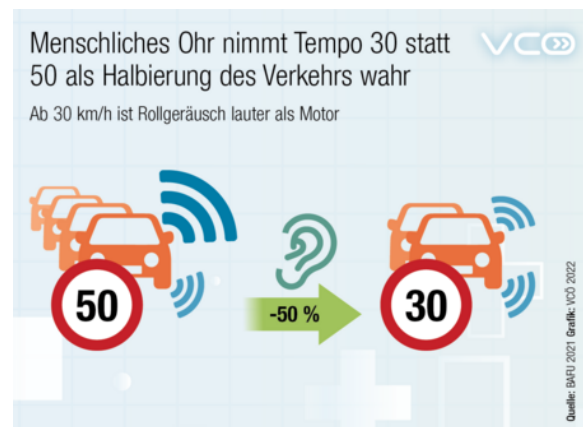 Menschliches Ohr nimmt Tempo 30 statt
50 als Halbierung des Verkehrs wahr
VCÖ
Ab 30 km/h ist Rollgeräusch lauter als Motor
50
-50 %
30
Quelle: BAFU 2021 Grafik: VCÖ 2022